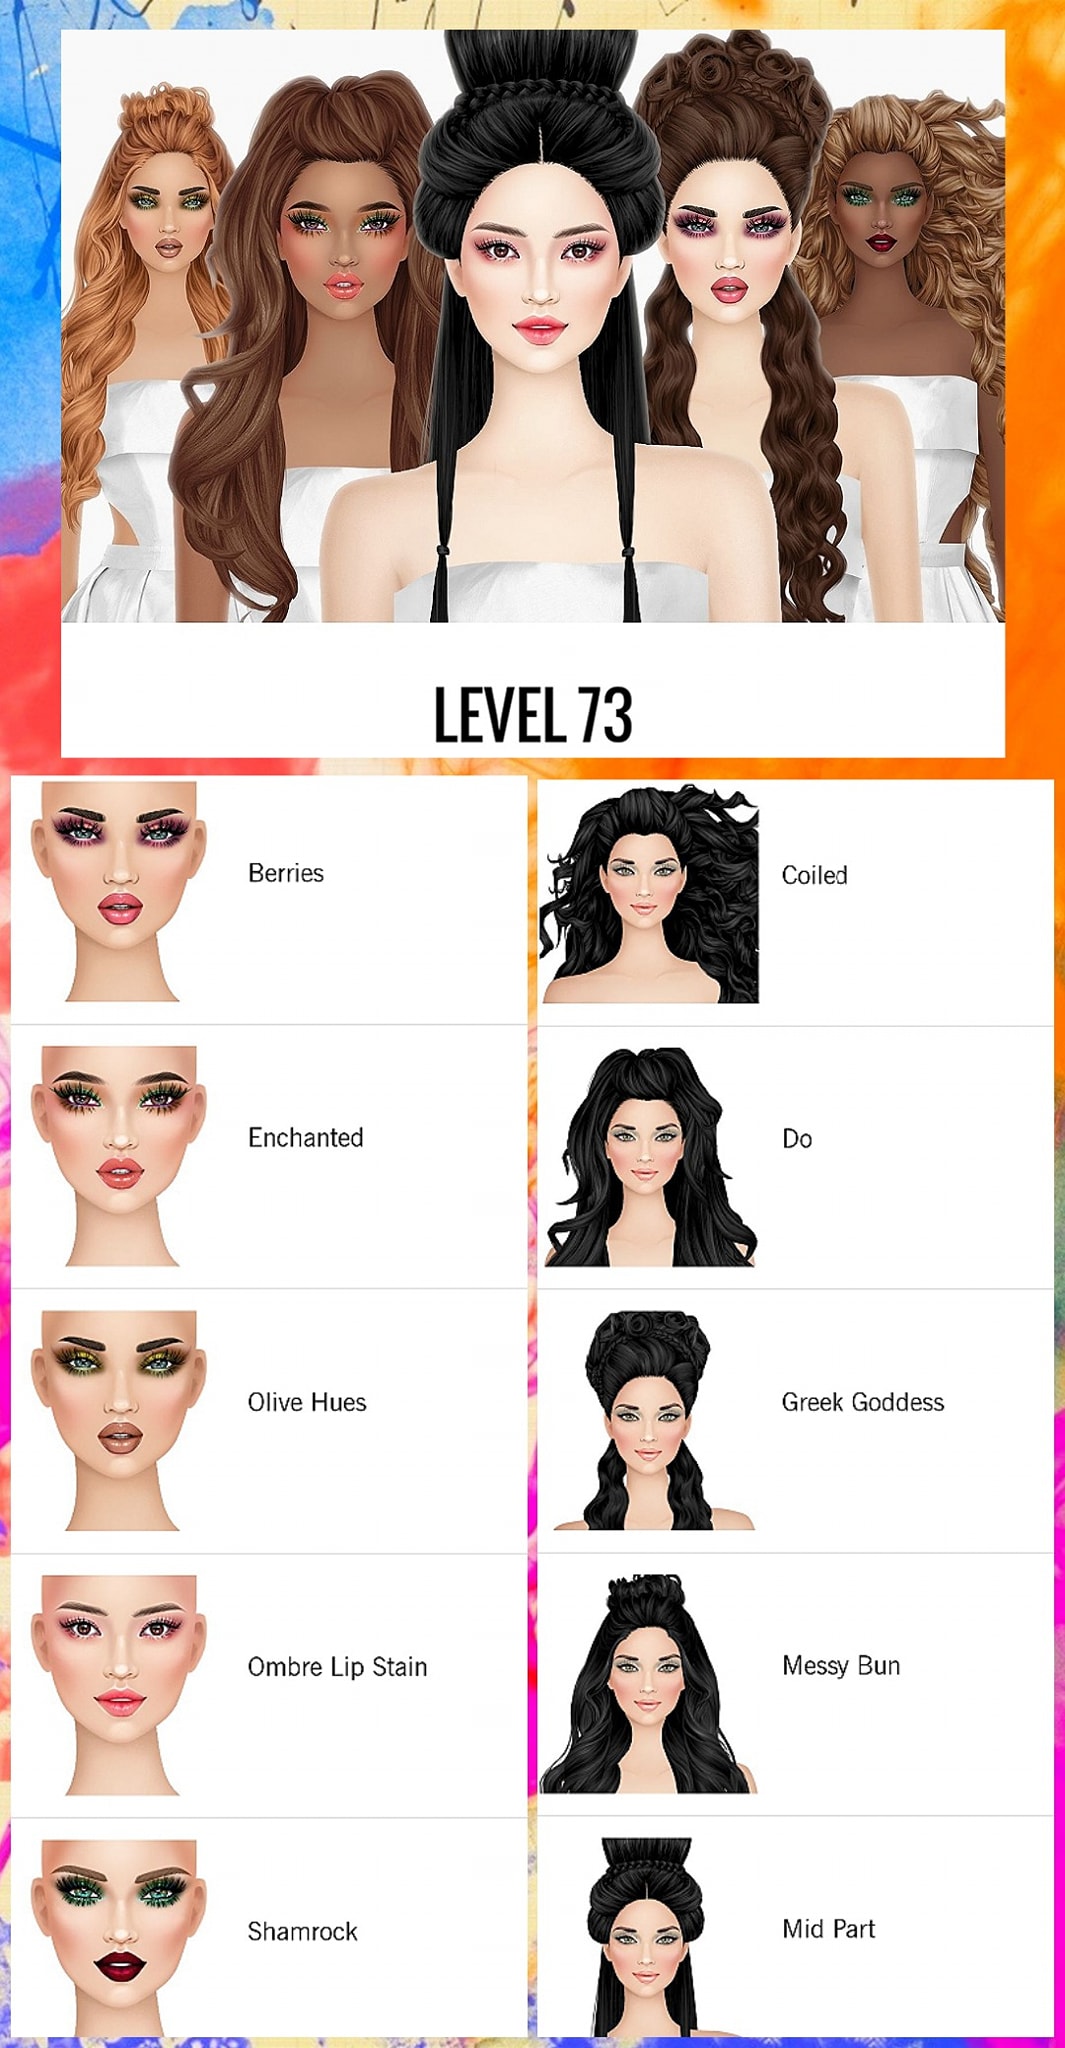 LEVEL 73
Berries
Enchanted
Olive Hues
Ombre Lip Stain
Shamrock
Coiled
Do
Greek Goddess
Messy Bun
Mid Part